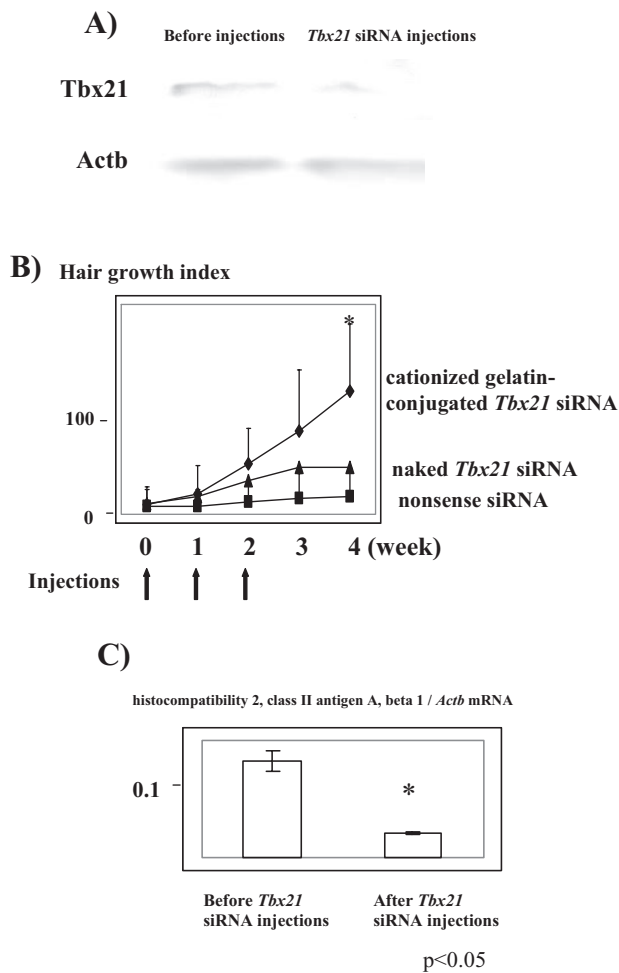 A)
Before injections Tbx21 siRNA injections
Tbx21
Actb
B) Hair growth index
*
cationized gelatin-
conjugated Tbx21 siRNA
100
naked Tbx21 siRNA
nonsense siRNA
0
0 1 2 3 4 (week)
Injections
C)
histocompatibility 2, class II antigen A, beta 1 / Actb mRNA
0.1
*
Before Tbx21 After Tbx21
siRNA injections siRNA injections
p<0.05